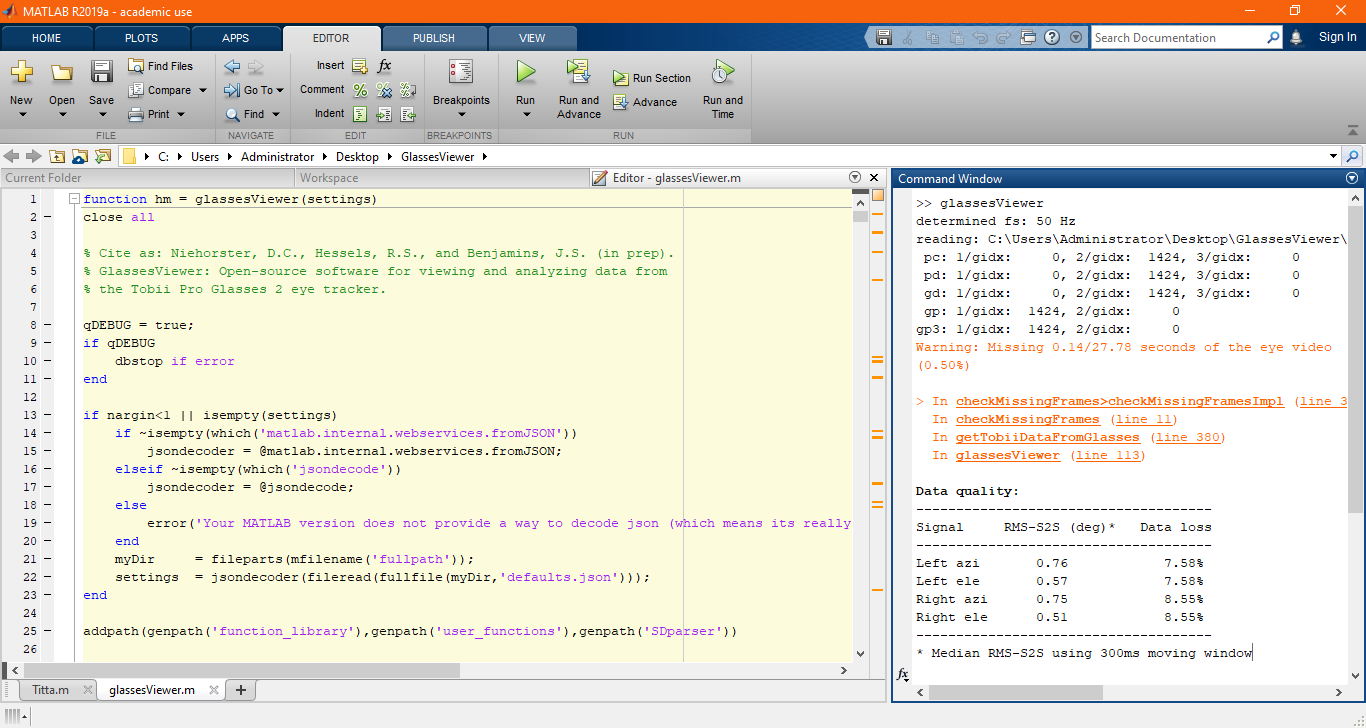 MATLAB R2019a - academic use
HOME PLOTS APPS EDITOR PUBLISH VIEW
Search Documentation
Sign In
New
Open
Save
Find Files
Compare
Print
FILE
Go To
Find
NAVIGATE
Insert
Comment
Indent
EDIT
Breakpoints
BREAKPOINTS
Run
Run and
Advance
Run Section
Advance
Run and
Time
RUN
C: Users Administrator Desktop GlassesViewer
Current Folder
Workspace
Editor - glassesViewer.m
1 function hm = glassesViewer(settings)
2 close all
3
4 % Cite as: Niehorster, D.C., Hessels, R.S., and Benjamins, J.S. (in prep).
5 % GlassesViewer: Open-source software for viewing and analyzing data from
6 % the Tobii Pro Glasses 2 eye tracker.
7
8 qDEBUG = true;
9 if qDEBUG
10 dbstop if error
11 end
12
13 if nargin<1 || isempty(settings)
14 if ~isempty(which('matlab.internal.webservices.fromJSON'))
15 jsondecoder = @matlab.internal.webservices.fromJSON;
16 elseif ~isempty(which('jsondecode'))
17 jsondecoder = @jsondecode;
18 else
19 error('Your MATLAB version does not provide a way to decode json (which means its really
20 end
21 myDir = fileparts(mfilename('fullpath'));
22 settings = jsondecoder(fileread(fullfile(myDir,'defaults.json')));
23 end
24
25 addpath(genpath('function_library'),genpath('user_functions'),genpath('SDparser'))
26
Titta.m
glassesViewer.m
Command Window
>> glassesViewer
determined fs: 50 Hz
reading: C:\Users\Administrator\Desktop\GlassesViewer\
pc: 1/gidx: 0, 2/gidx: 1424, 3/gidx: 0
pd: 1/gidx: 0, 2/gidx: 1424, 3/gidx: 0
gd: 1/gidx: 0, 2/gidx: 1424, 3/gidx: 0
gp: 1/gidx: 1424, 2/gidx: 0
gp3: 1/gidx: 1424, 2/gidx: 0
Warning: Missing 0.14/27.78 seconds of the eye video
(0.50%)
> In checkMissingFrames>checkMissingFramesImpl (line 3
In checkMissingFrames (line 11)
In getTobiiDataFromGlasses (line 380)
In glassesViewer (line 113)
Data quality:
-------------------------------------
Signal RMS-S2S (deg)* Data loss
-------------------------------------
Left azi 0.76 7.58%
Left ele 0.57 7.58%
Right azi 0.75 8.55%
Right ele 0.51 8.55%
-------------------------------------
* Median RMS-S2S using 300ms moving window
fx